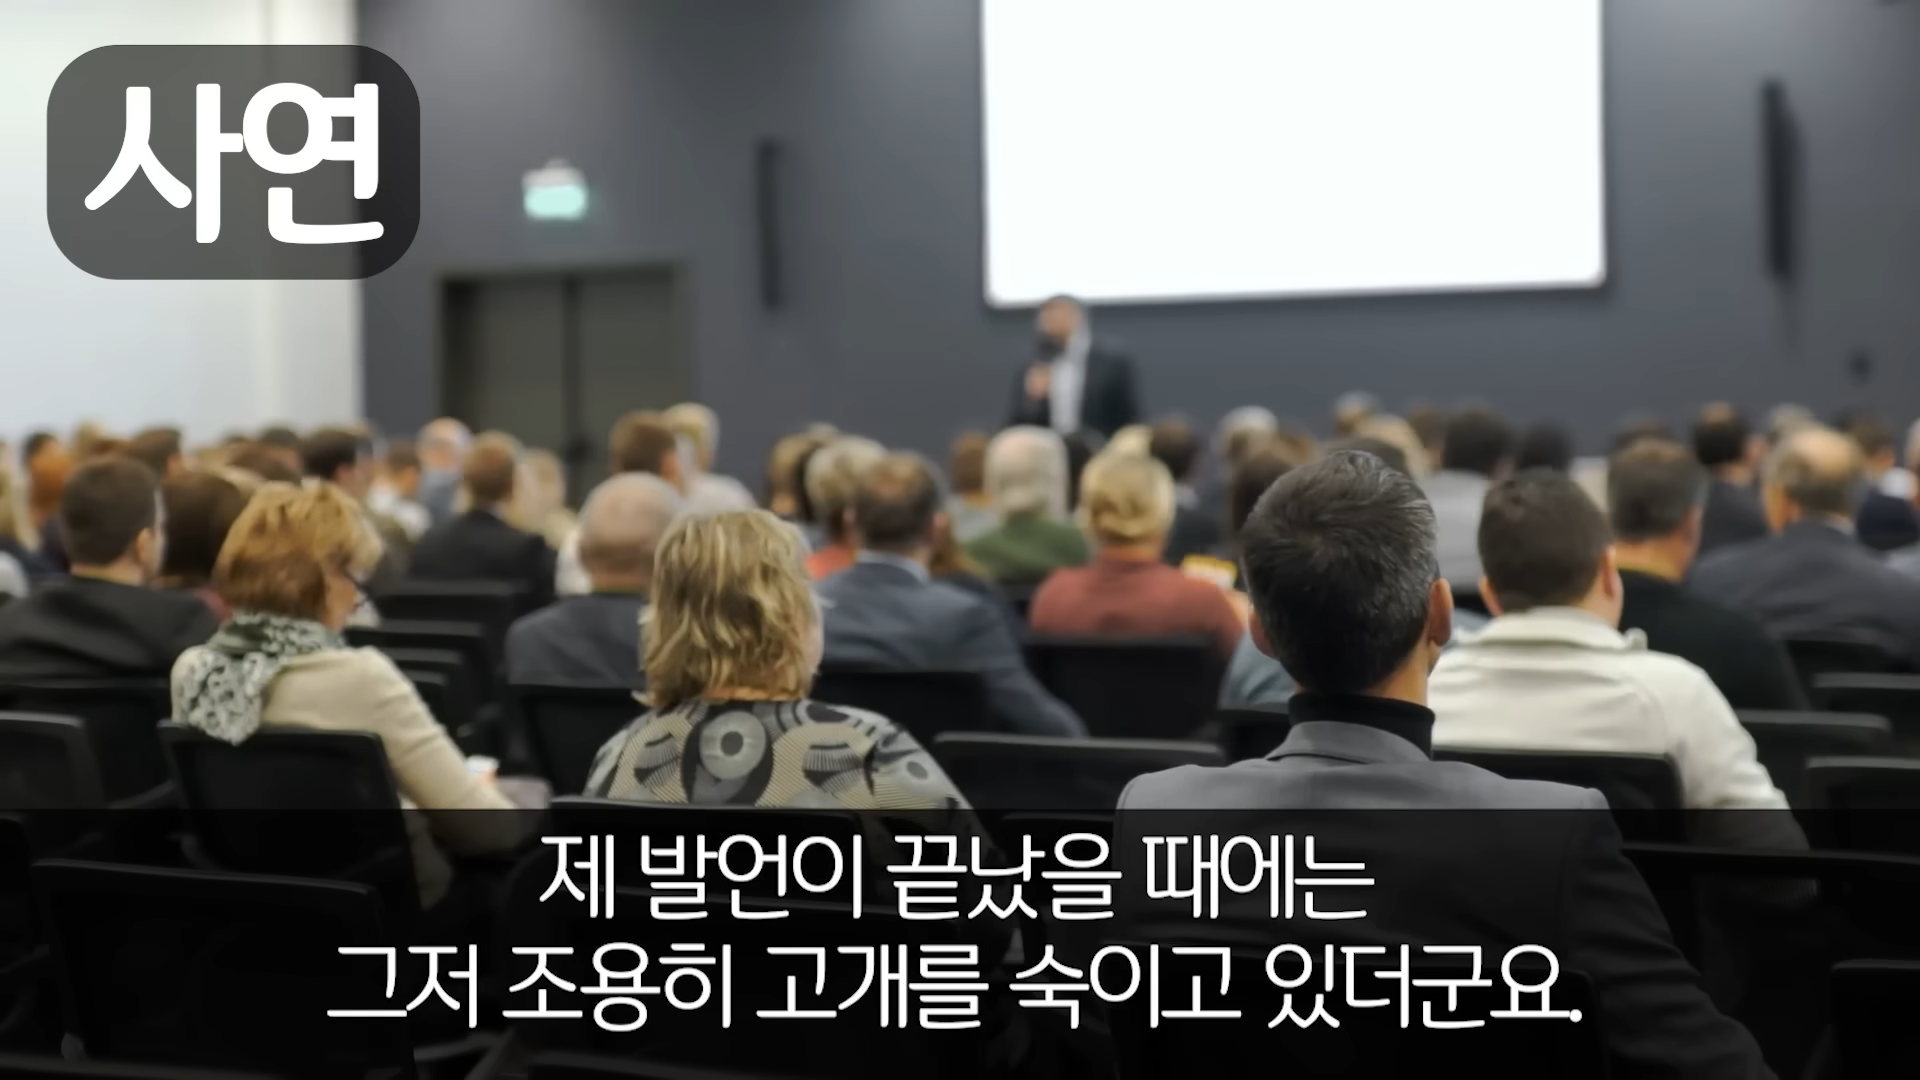 사연
제 발언이 끝났을 때에는
그저 조용히 고개를 숙이고 있더군요.